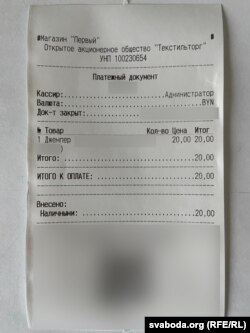 #Магазин "Первый" #
Открытое акционерное общество "Текстильторг"
УНП 100230654
Платежный документ
Кассир:..............................Администратор
Валюта:........................................BYN
Док-т закрыт:
№ Товар Кол-во Цена Итог
1 Джемпер 20,00 20,00
)
Итого:.......................................20,00
ИТОГО К ОПЛАТЕ:..............................20,00
Внесено:
Наличными:...................................20,00
svaboda.org (RFE/RL)